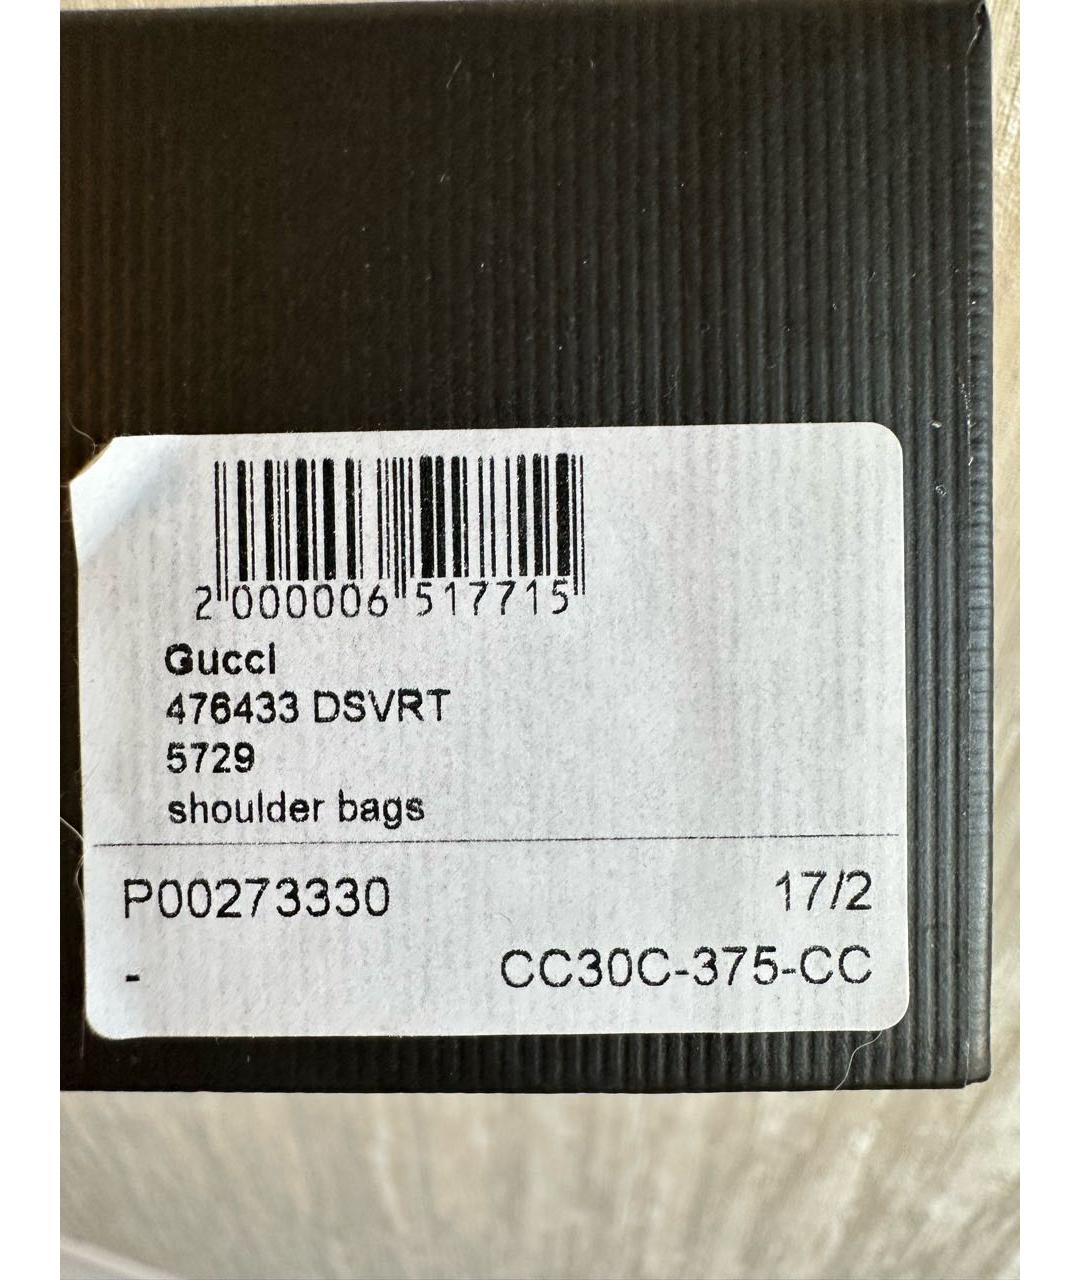 2 000006 517715
Gucci
476433 DSVRT
5729
shoulder bags
P00273330 17/2
- CC30C-375-CC